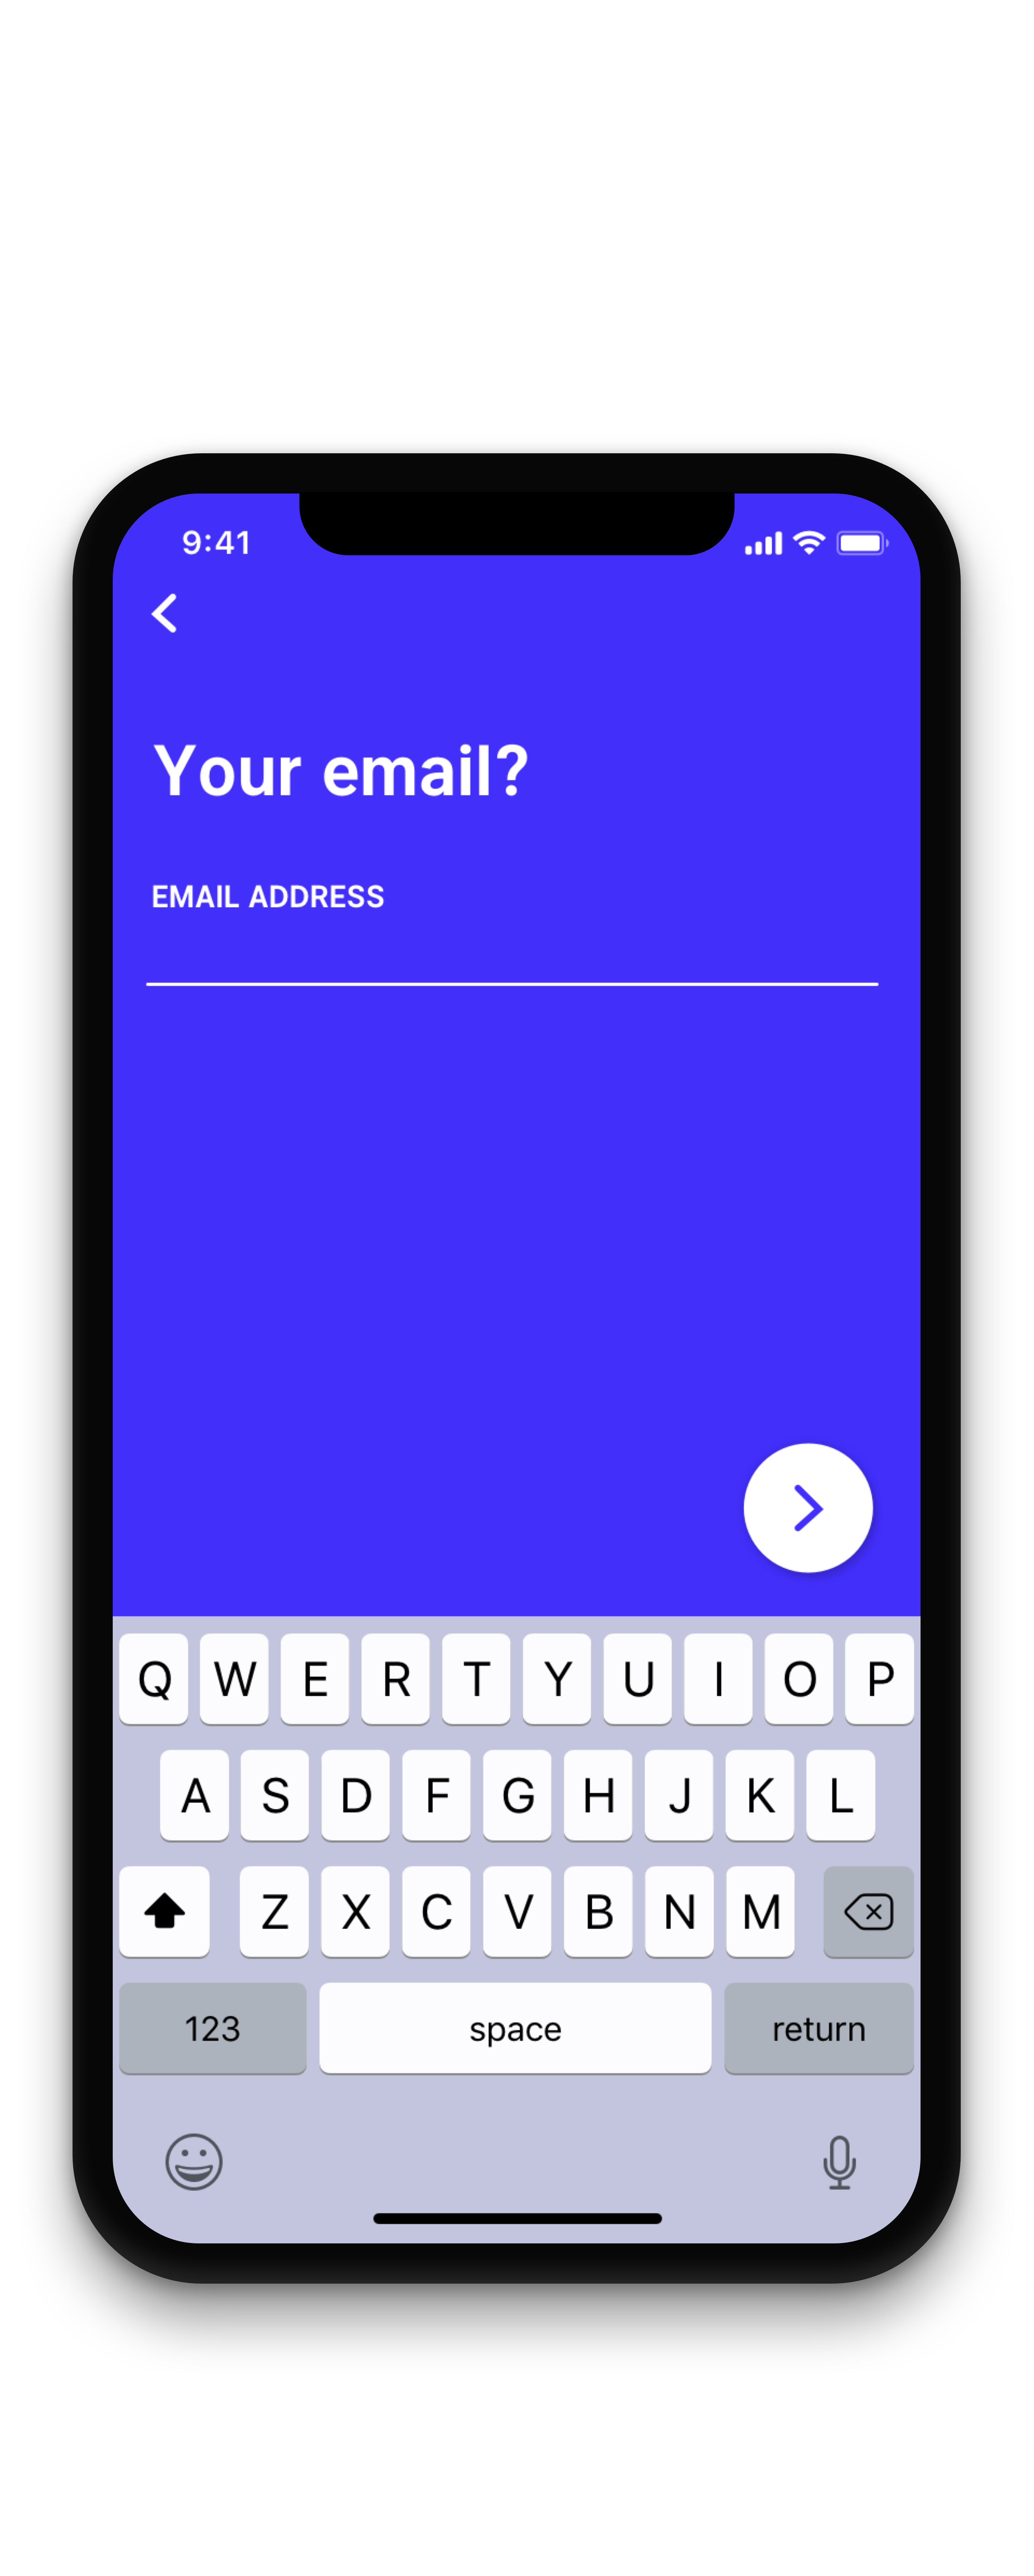 9:41
Your email?
EMAIL ADDRESS
Q W E R T Y U I O P
A S D F G H J K L
Z X C V B N M
123 space return